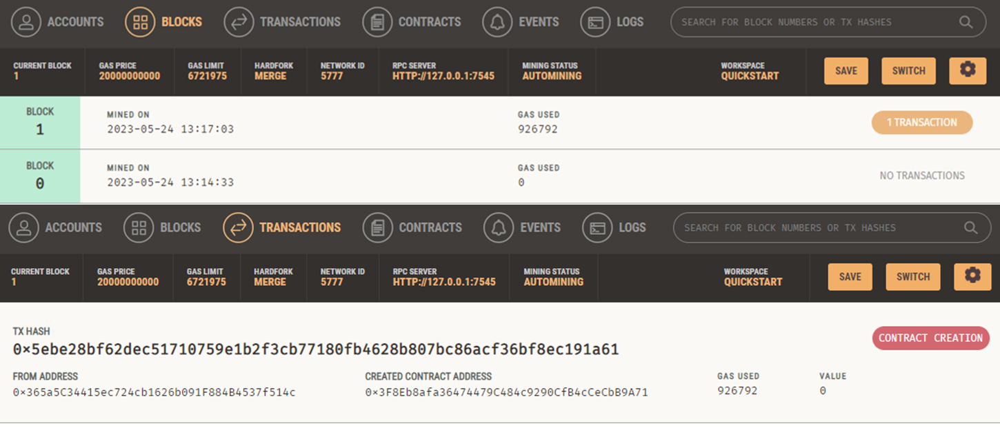 ACCOUNTS BLOCKS TRANSACTIONS CONTRACTS EVENTS LOGS SEARCH FOR BLOCK NUMBERS OR TX HASHES
CURRENT BLOCK GAS PRICE GAS LIMIT HARDFORK NETWORK ID RPC SERVER MINING STATUS WORKSPACE SAVE SWITCH
1 20000000000 6721975 MERGE 5777 HTTP://127.0.0.1:7545 AUTOMINING QUICKSTART
BLOCK MINED ON GAS USED
1 2023-05-24 13:17:03 926792 1 TRANSACTION
BLOCK MINED ON GAS USED
0 2023-05-24 13:14:33 0 NO TRANSACTIONS
ACCOUNTS BLOCKS TRANSACTIONS CONTRACTS EVENTS LOGS SEARCH FOR BLOCK NUMBERS OR TX HASHES
CURRENT BLOCK GAS PRICE GAS LIMIT HARDFORK NETWORK ID RPC SERVER MINING STATUS WORKSPACE SAVE SWITCH
1 20000000000 6721975 MERGE 5777 HTTP://127.0.0.1:7545 AUTOMINING QUICKSTART
TX HASH
0×5ebe28bf62dec51710759e1b2f3cb77180fb4628b807bc86acf36bf8ec191a61 CONTRACT CREATION
FROM ADDRESS CREATED CONTRACT ADDRESS GAS USED VALUE
0×365a5C34415ec724cb1626b091F884B4537f514c 0×3F8Eb8afa36474479C484c9290CfB4cCeCbB9A71 926792 0